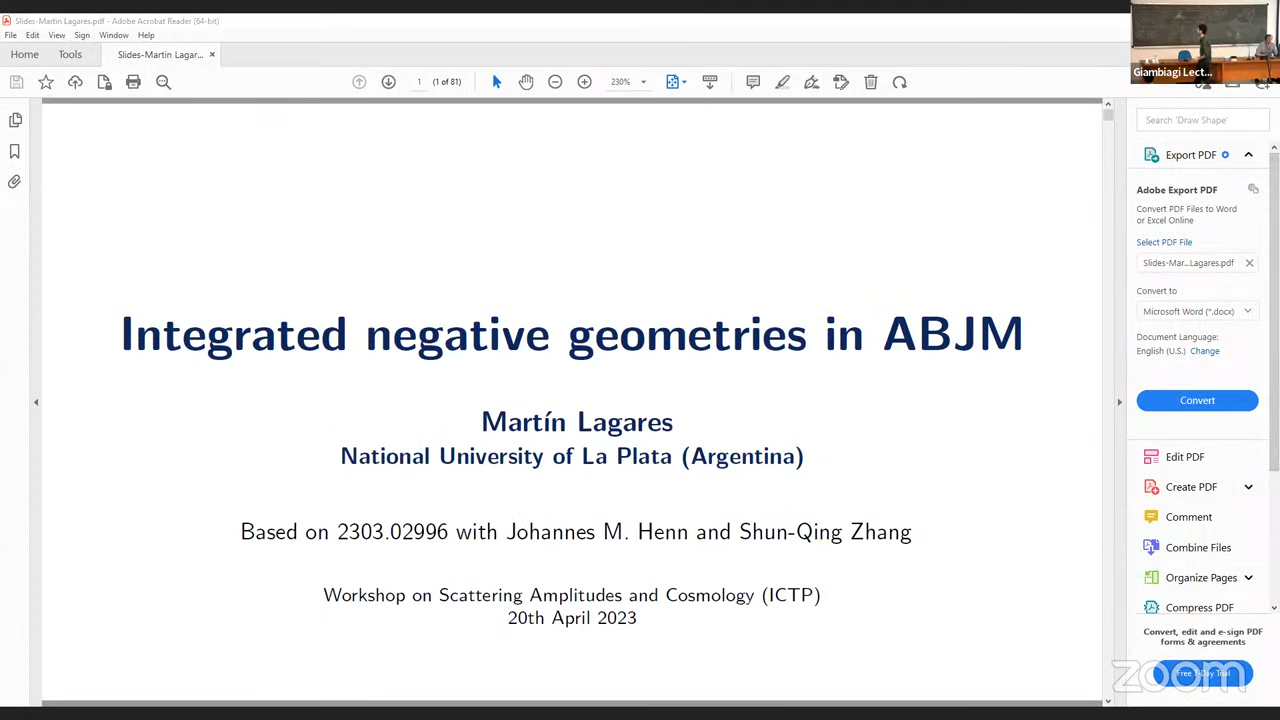 Slides-Martin Lagares.pdf - Adobe Acrobat Reader (64-bit)
File Edit View Sign Window Help
Home Tools Slides-Martin Lagar... ×
1 (1 of 81) 230%
Giambiagi Lect...
Integrated negative geometries in ABJM
Martín Lagares
National University of La Plata (Argentina)
Based on 2303.02996 with Johannes M. Henn and Shun-Qing Zhang
Workshop on Scattering Amplitudes and Cosmology (ICTP)
20th April 2023
Search 'Draw Shape'
Export PDF
Adobe Export PDF
Convert PDF Files to Word
or Excel Online
Select PDF File
Slides-Mar...Lagares.pdf
Convert to
Microsoft Word (*.docx)
Document Language:
English (U.S.) Change
Convert
Edit PDF
Create PDF
Comment
Combine Files
Organize Pages
Compress PDF
Convert, edit and e-sign PDF
forms & agreements
Free 7-Day Trial
zoom